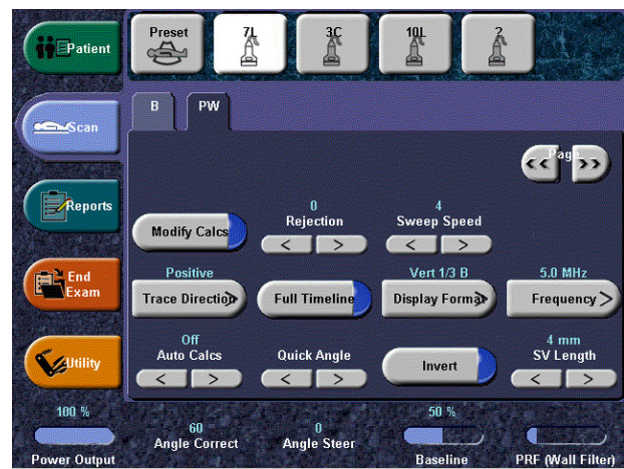 Patient
Preset
7L
3C
10L
?
Scan
B
PW
Page
<< >>
Reports
Modify Calcs
0
Rejection
< >
4
Sweep Speed
< >
End
Exam
Positive
Trace Direction >
Full Timeline
Vert 1/3 B
Display Format >
5.0 MHz
Frequency >
Utility
Off
Auto Calcs
< >
Quick Angle
< >
Invert
4 mm
SV Length
< >
100 %
Power Output
60
Angle Correct
0
Angle Steer
50 %
Baseline
PRF (Wall Filter)